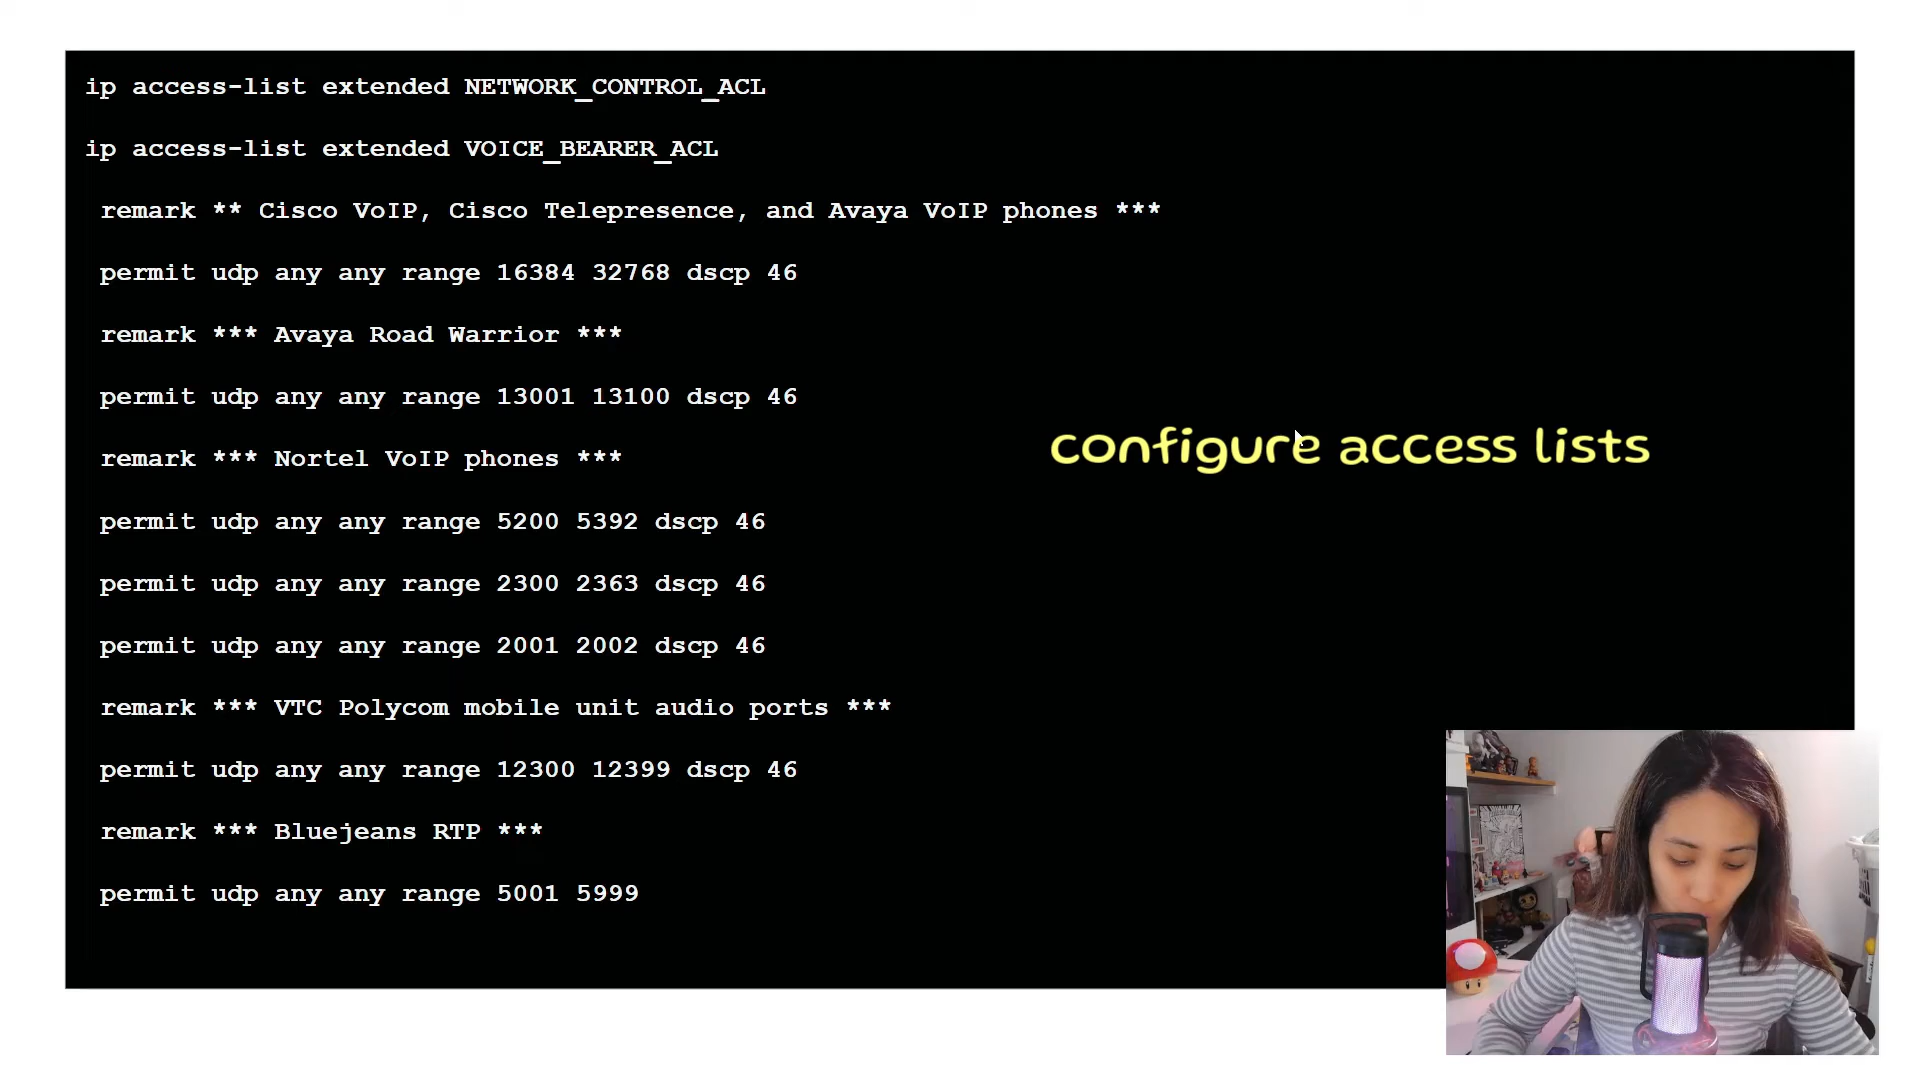 ip access-list extended NETWORK_CONTROL_ACL
ip access-list extended VOICE_BEARER_ACL
remark ** Cisco VoIP, Cisco Telepresence, and Avaya VoIP phones ***
permit udp any any range 16384 32768 dscp 46
remark *** Avaya Road Warrior ***
permit udp any any range 13001 13100 dscp 46
remark *** Nortel VoIP phones ***
permit udp any any range 5200 5392 dscp 46
permit udp any any range 2300 2363 dscp 46
permit udp any any range 2001 2002 dscp 46
remark *** VTC Polycom mobile unit audio ports ***
permit udp any any range 12300 12399 dscp 46
remark *** Bluejeans RTP ***
permit udp any any range 5001 5999
configure access lists